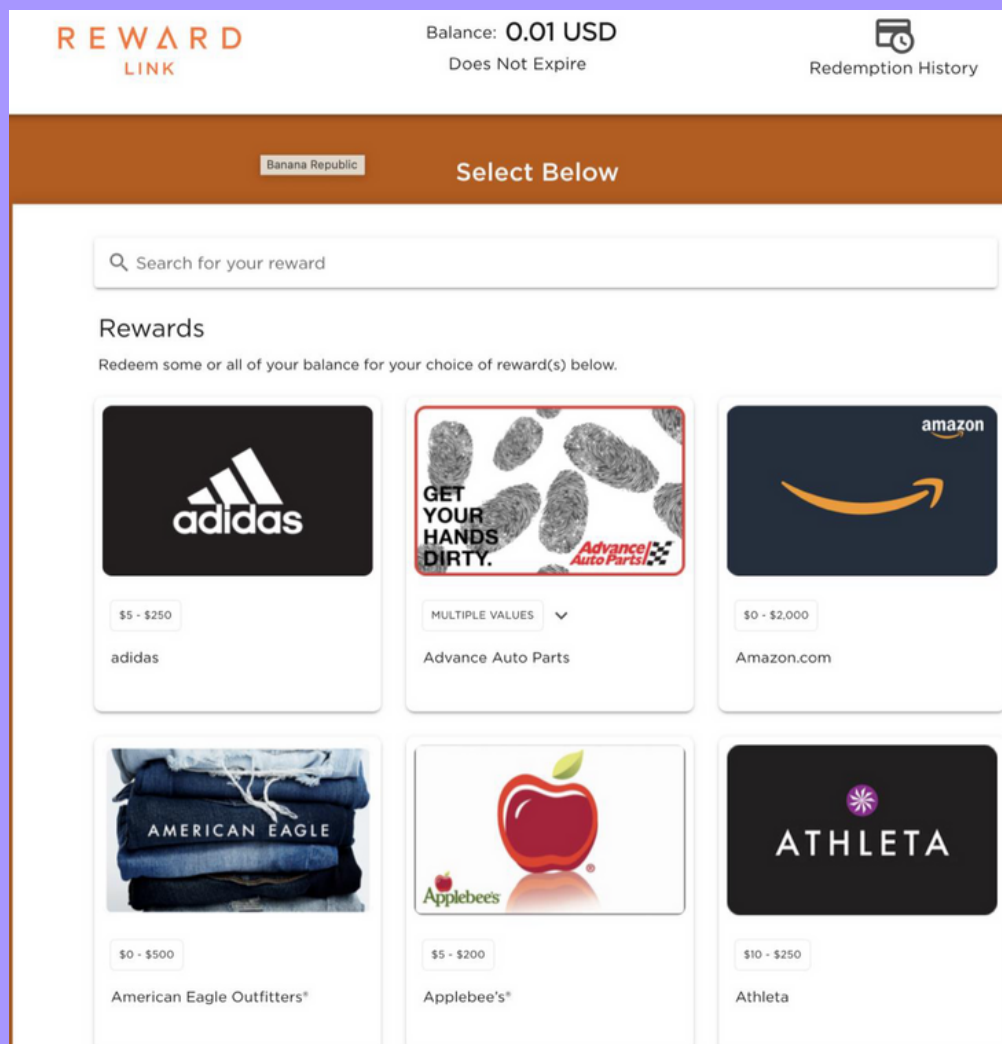 REWARD
LINK
Balance: 0.01 USD
Does Not Expire
Redemption History
Banana Republic
Select Below
Search for your reward
Rewards
Redeem some or all of your balance for your choice of reward(s) below.
adidas
GET
YOUR
HANDS
DIRTY.
Advance
Auto Parts
amazon
$5 - $250
MULTIPLE VALUES
$0 - $2,000
adidas
Advance Auto Parts
Amazon.com
AMERICAN EAGLE
Applebee's®
ATHLETA
$0 - $500
$5 - $200
$10 - $250
American Eagle Outfitters®
Applebee's®
Athleta